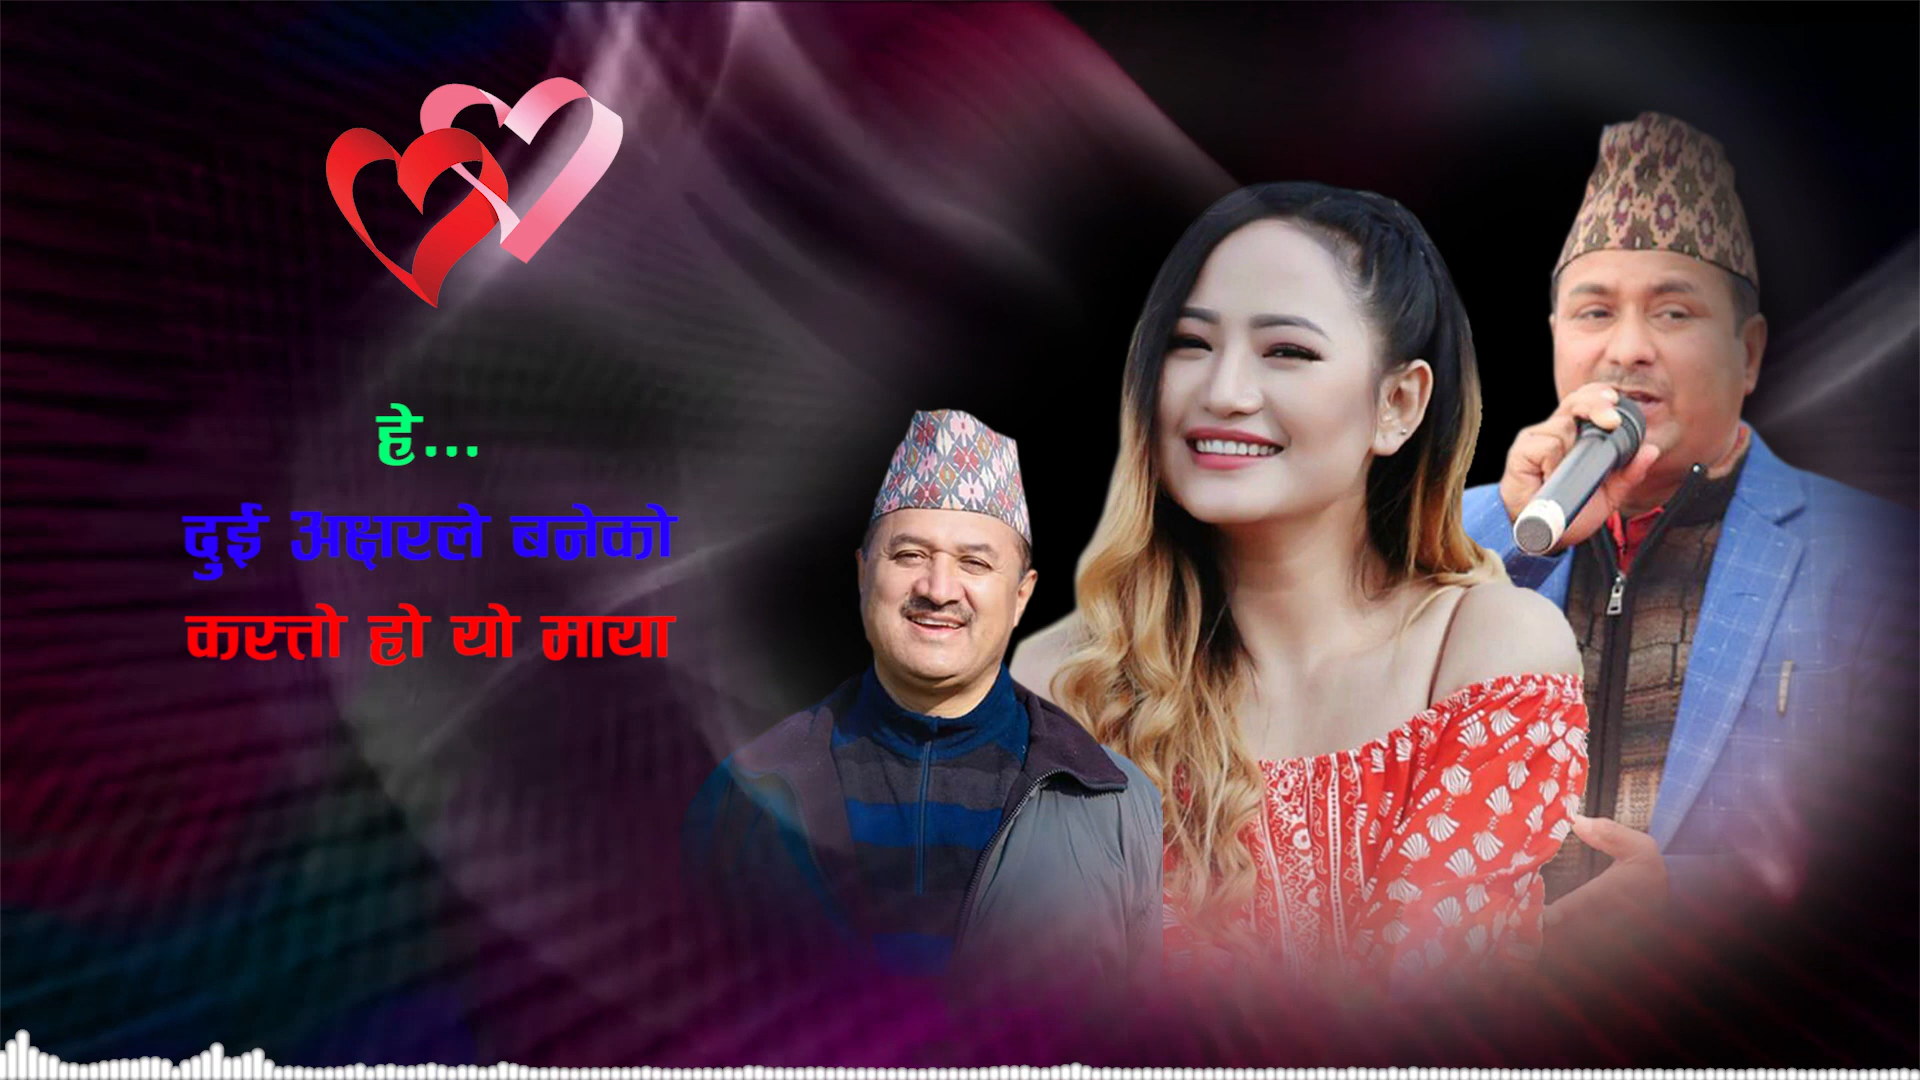 हे...
दुई अक्षरले बनेको
कस्तो हो यो माया